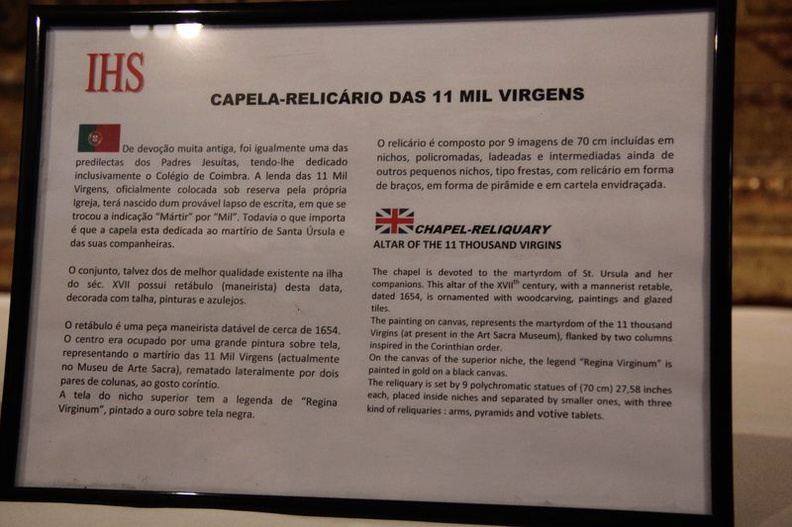 IHS
CAPELA-RELICÁRIO DAS 11 MIL VIRGENS
De devoção muita antiga, foi igualmente uma das
predilectas dos Padres Jesuítas, tendo-lhe dedicado
inclusivamente o Colégio de Coimbra. A lenda das 11 Mil
Virgens, oficialmente colocada sob reserva pela própria
Igreja, terá nascido dum provável lapso de escrita, em que se
trocou a indicação “Mártir” por “Mil”. Todavia o que importa
é que a capela esta dedicada ao martírio de Santa Úrsula e
das suas companheiras.
O conjunto, talvez dos de melhor qualidade existente na ilha
do séc. XVII possui retábulo (maneirista) desta data,
decorada com talha, pinturas e azulejos.
O retábulo é uma peça maneirista datável de cerca de 1654.
O centro era ocupado por uma grande pintura sobre tela,
representando o martírio das 11 Mil Virgens (actualmente
no Museu de Arte Sacra), rematado lateralmente por dois
pares de colunas, ao gosto coríntio.
A tela do nicho superior tem a legenda de “Regina
Virginum”, pintado a ouro sobre tela negra.
O relicário é composto por 9 imagens de 70 cm incluídas em
nichos, policromadas, ladeadas e intermediadas ainda de
outros pequenos nichos, tipo frestas, com relicário em forma
de braços, em forma de pirâmide e em cartela envidraçada.
CHAPEL-RELIQUARY
ALTAR OF THE 11 THOUSAND VIRGINS
The chapel is devoted to the martyrdom of St. Ursula and her
companions. This altar of the XVIIth century, with a mannerist retable,
dated 1654, is ornamented with woodcarving, paintings and glazed
tiles.
The painting on canvas, represents the martyrdom of the 11 thousand
Virgins (at present in the Art Sacra Museum), flanked by two columns
inspired in the Corinthian order.
On the canvas of the superior niche, the legend “Regina Virginum” is
painted in gold on a black canvas.
The reliquary is set by 9 polychromatic statues of (70 cm) 27,58 inches
each, placed inside niches and separated by smaller ones, with three
kind of reliquaries : arms, pyramids and votive tablets.